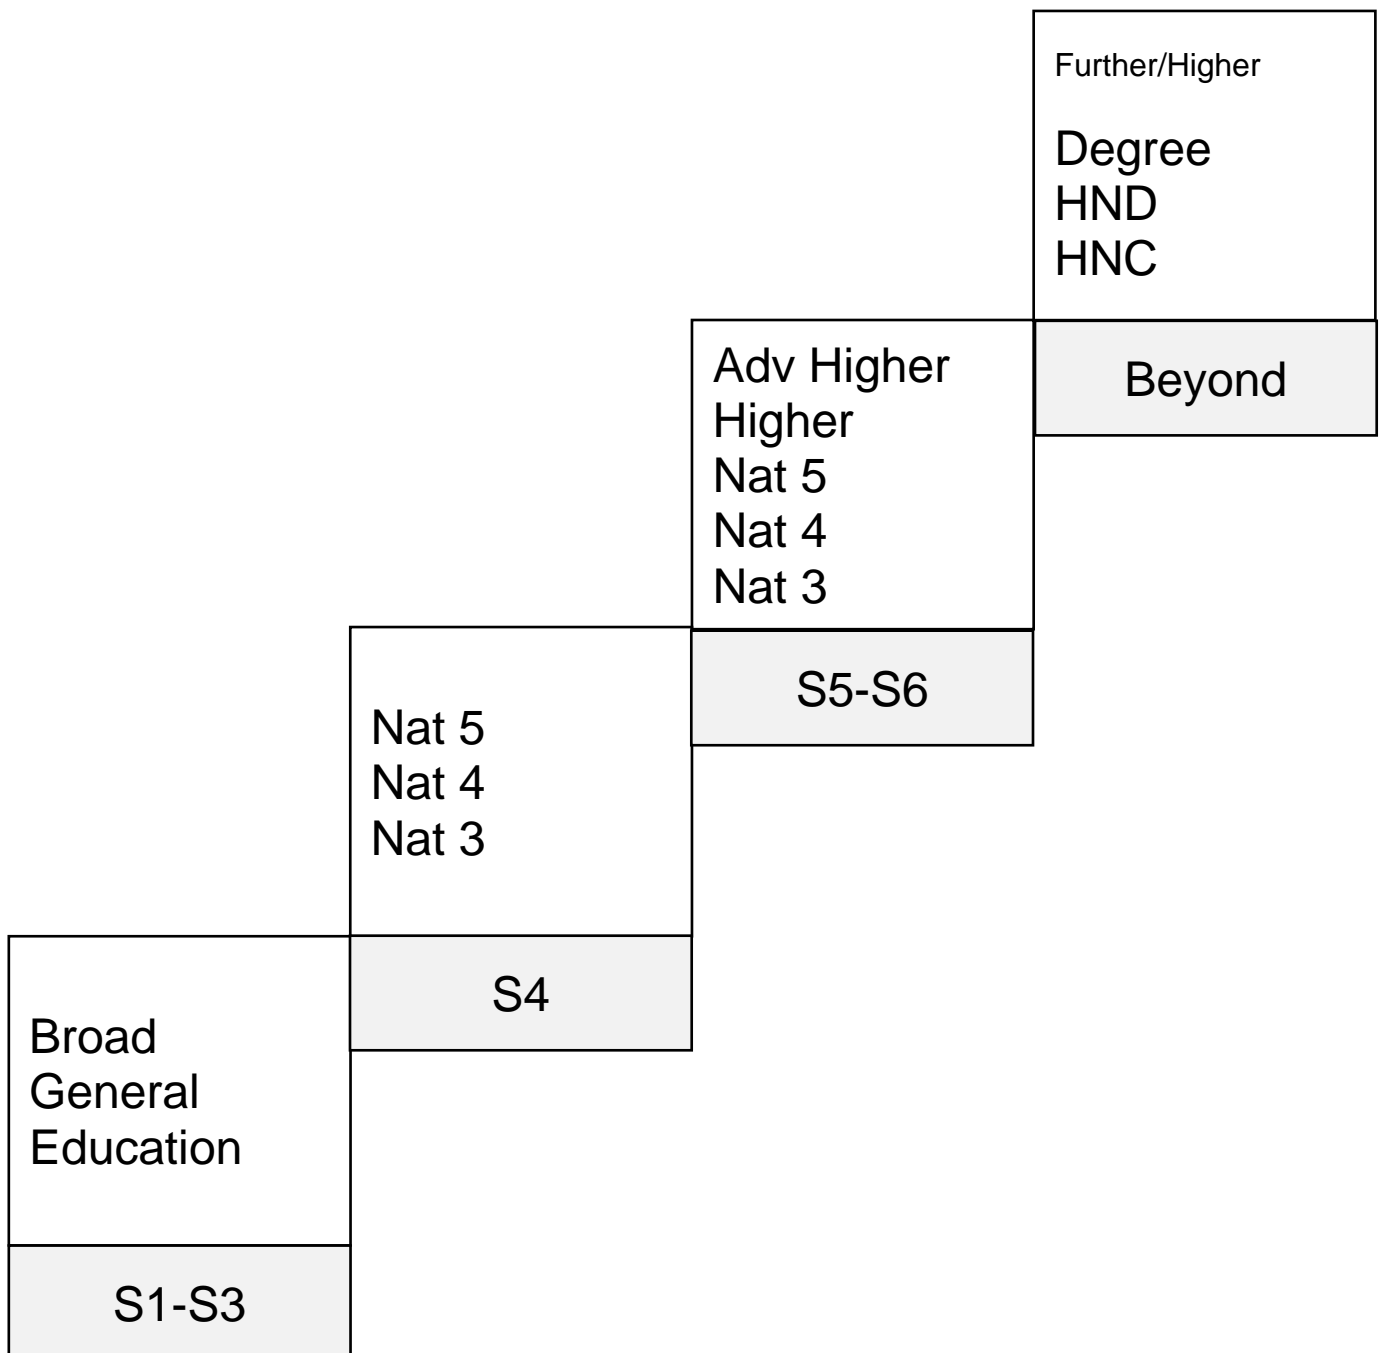 Further/Higher
Degree
HND
HNC
Beyond
Adv Higher
Higher
Nat 5
Nat 4
Nat 3
S5-S6
Nat 5
Nat 4
Nat 3
S4
Broad
General
Education
S1-S3